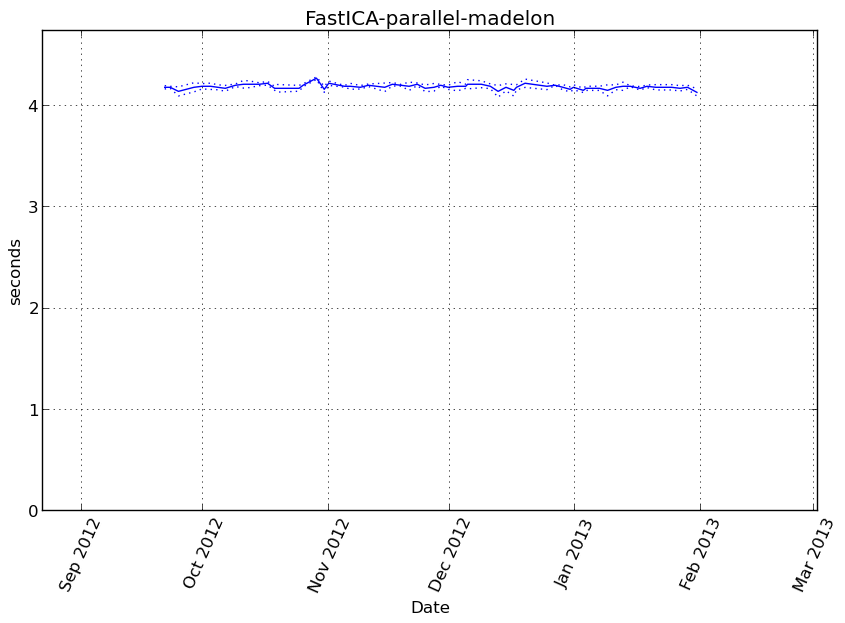 FastICA-parallel-madelon
4
3
2
1
0
seconds
Sep 2012
Oct 2012
Nov 2012
Dec 2012
Jan 2013
Feb 2013
Mar 2013
Date